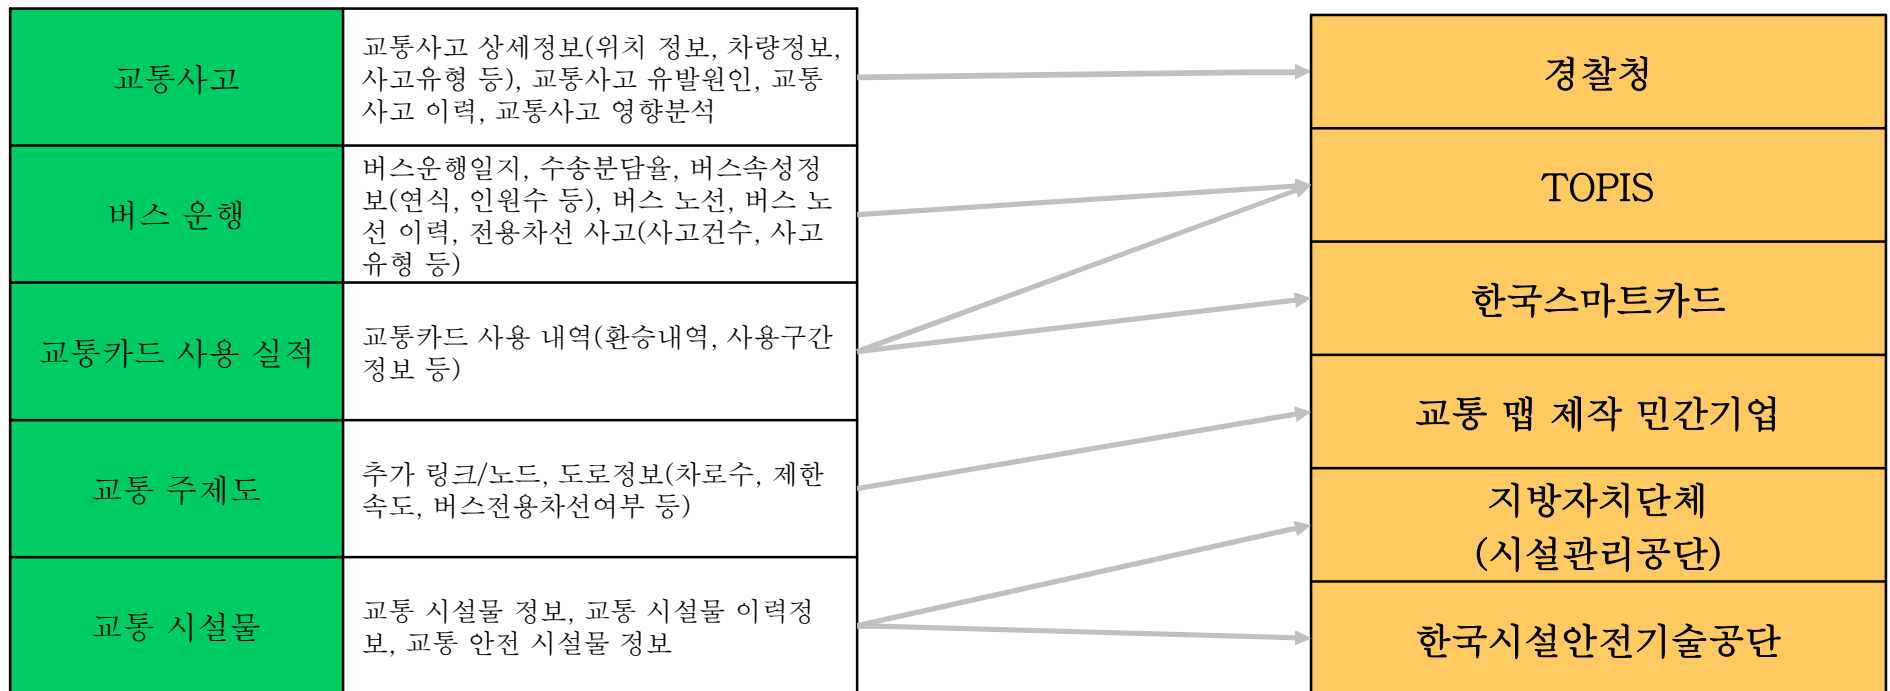 교통사고
교통사고 상세정보(위치 정보, 차량정보,
사고유형 등), 교통사고 유발원인, 교통
사고 이력, 교통사고 영향분석
버스 운행
버스운행일지, 수송분담율, 버스속성정
보(연식, 인원수 등), 버스 노선, 버스 노
선 이력, 전용차선 사고(사고건수, 사고
유형 등)
교통카드 사용 실적
교통카드 사용 내역(환승내역, 사용구간
정보 등)
교통 주제도
추가 링크/노드, 도로정보(차로수, 제한
속도, 버스전용차선여부 등)
교통 시설물
교통 시설물 정보, 교통 시설물 이력정
보, 교통 안전 시설물 정보
경찰청
TOPIS
한국스마트카드
교통 맵 제작 민간기업
지방자치단체
(시설관리공단)
한국시설안전기술공단